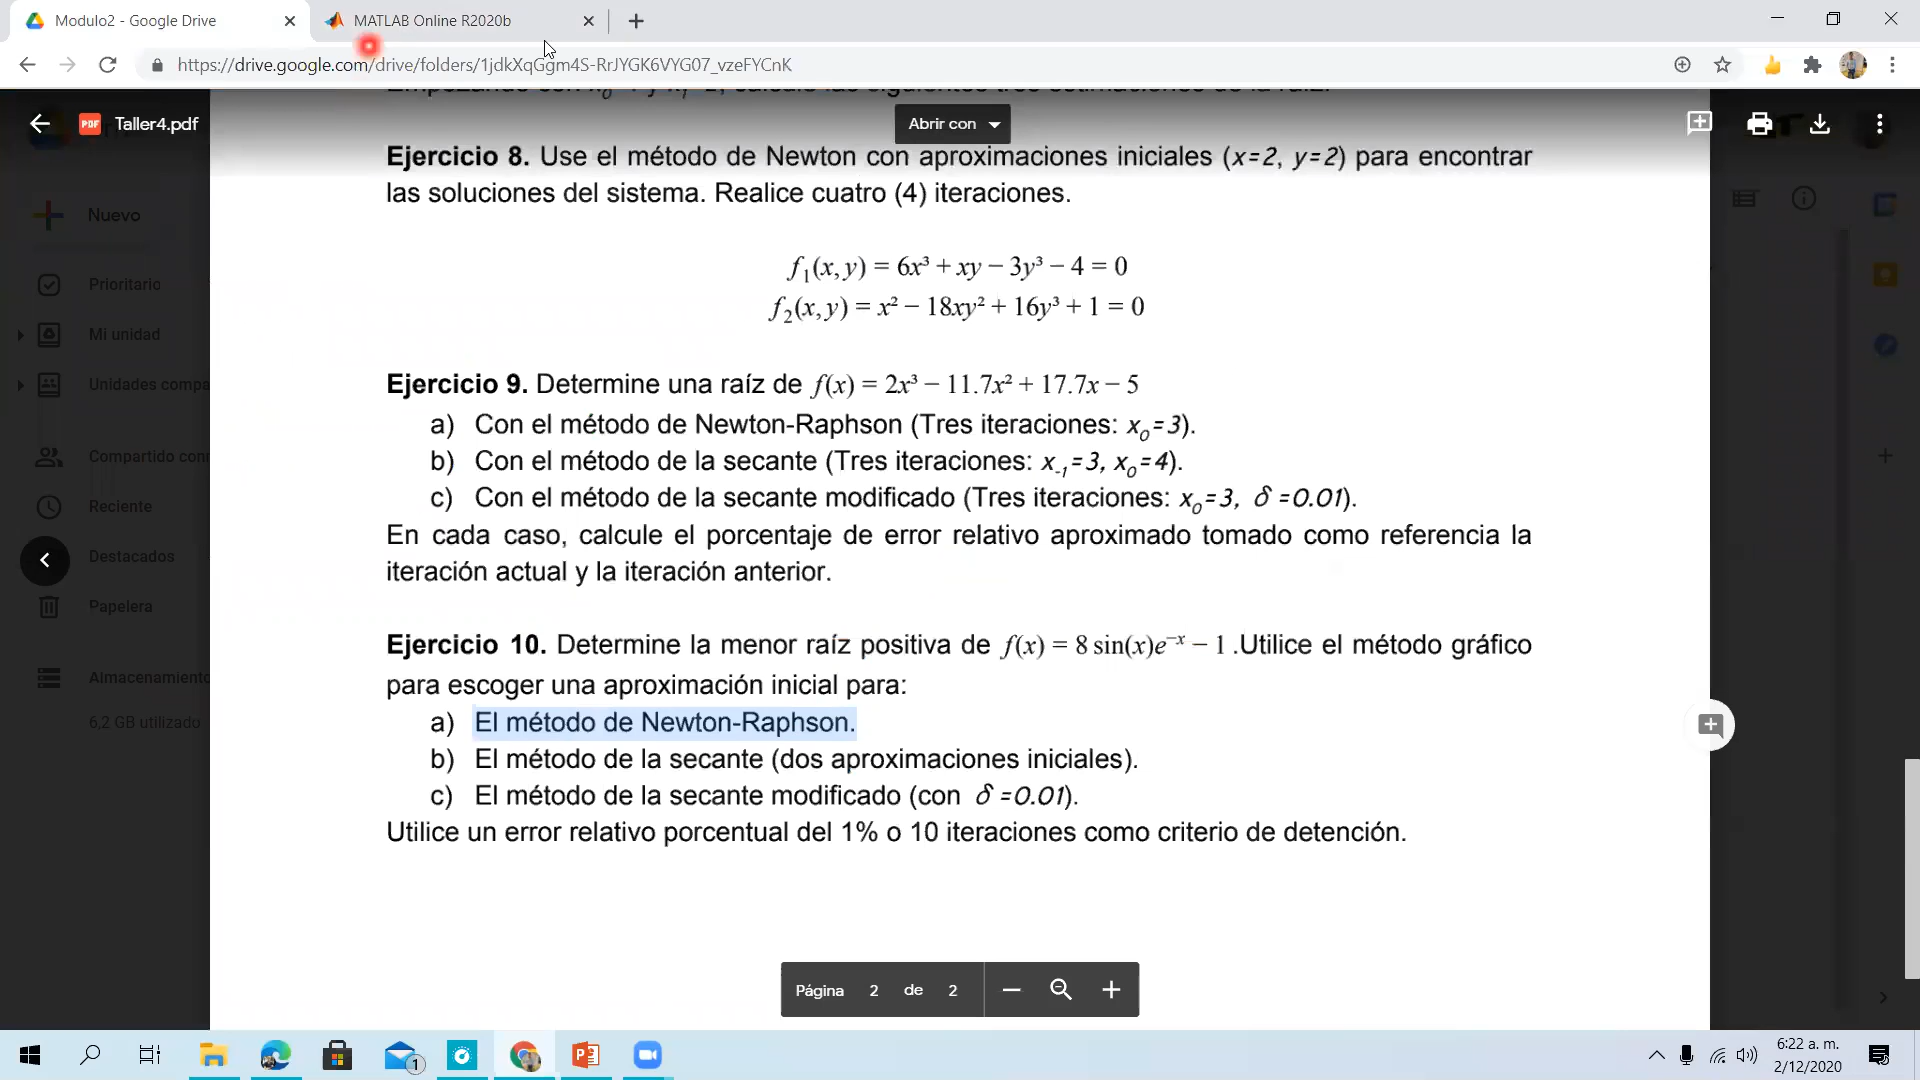 Modulo2 - Google Drive
MATLAB Online R2020b
https://drive.google.com/drive/folders/1jdkXqGgm4S-RrJYGK6VYG07_vzeFYCnK
PDF Taller4.pdf
Abrir con
Ejercicio 8. Use el método de Newton con aproximaciones iniciales (x=2, y=2) para encontrar
las soluciones del sistema. Realice cuatro (4) iteraciones.
f₁(x, y) = 6x³ + xy − 3y³ − 4 = 0
f₂(x, y) = x² − 18xy² + 16y³ + 1 = 0
Ejercicio 9. Determine una raíz de f(x) = 2x³ − 11.7x² + 17.7x − 5
a) Con el método de Newton-Raphson (Tres iteraciones: x₀=3).
b) Con el método de la secante (Tres iteraciones: x₋₁=3, x₀=4).
c) Con el método de la secante modificado (Tres iteraciones: x₀=3, δ =0.01).
En cada caso, calcule el porcentaje de error relativo aproximado tomado como referencia la
iteración actual y la iteración anterior.
Ejercicio 10. Determine la menor raíz positiva de f(x) = 8 sin(x)e⁻ˣ − 1 .Utilice el método gráfico
para escoger una aproximación inicial para:
a) El método de Newton-Raphson.
b) El método de la secante (dos aproximaciones iniciales).
c) El método de la secante modificado (con δ =0.01).
Utilice un error relativo porcentual del 1% o 10 iteraciones como criterio de detención.
Nuevo
Prioritario
Mi unidad
Unidades compa
Compartido con
Reciente
Destacados
Papelera
Almacenamiento
6,2 GB utilizado
Página 2 de 2
1
6:22 a. m.
2/12/2020